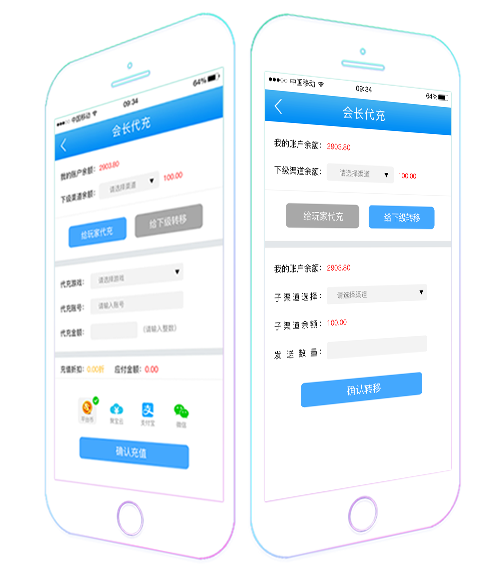 中国移动 09:34 64%
会长代充
我的账户余额：2903.80
下级渠道余额： 请选择渠道 100.00
给玩家代充 给下级转移
代充游戏： 请选择游戏
代充账号： 请输入账号
代充金额： （请输入整数）
充值折扣：0.00折 应付金额：0.00
平台币 聚宝云 支付宝 微信
确认充值
中国移动 09:34 64%
会长代充
我的账户余额：2903.80
下级渠道余额： 请选择渠道 100.00
给玩家代充 给下级转移
我的账户余额：2903.80
子渠道选择： 请选择渠道
子渠道余额：100.00
发送数量：
确认转移